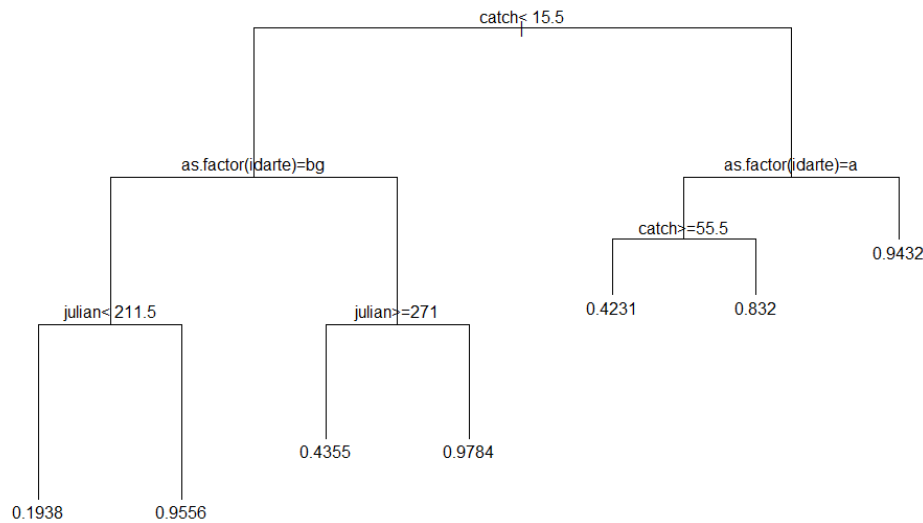 catch< 15.5
as.factor(idarte)=bg
as.factor(idarte)=a
catch>=55.5
0.9432
julian< 211.5
julian>=271
0.4231
0.832
0.4355
0.9784
0.1938
0.9556